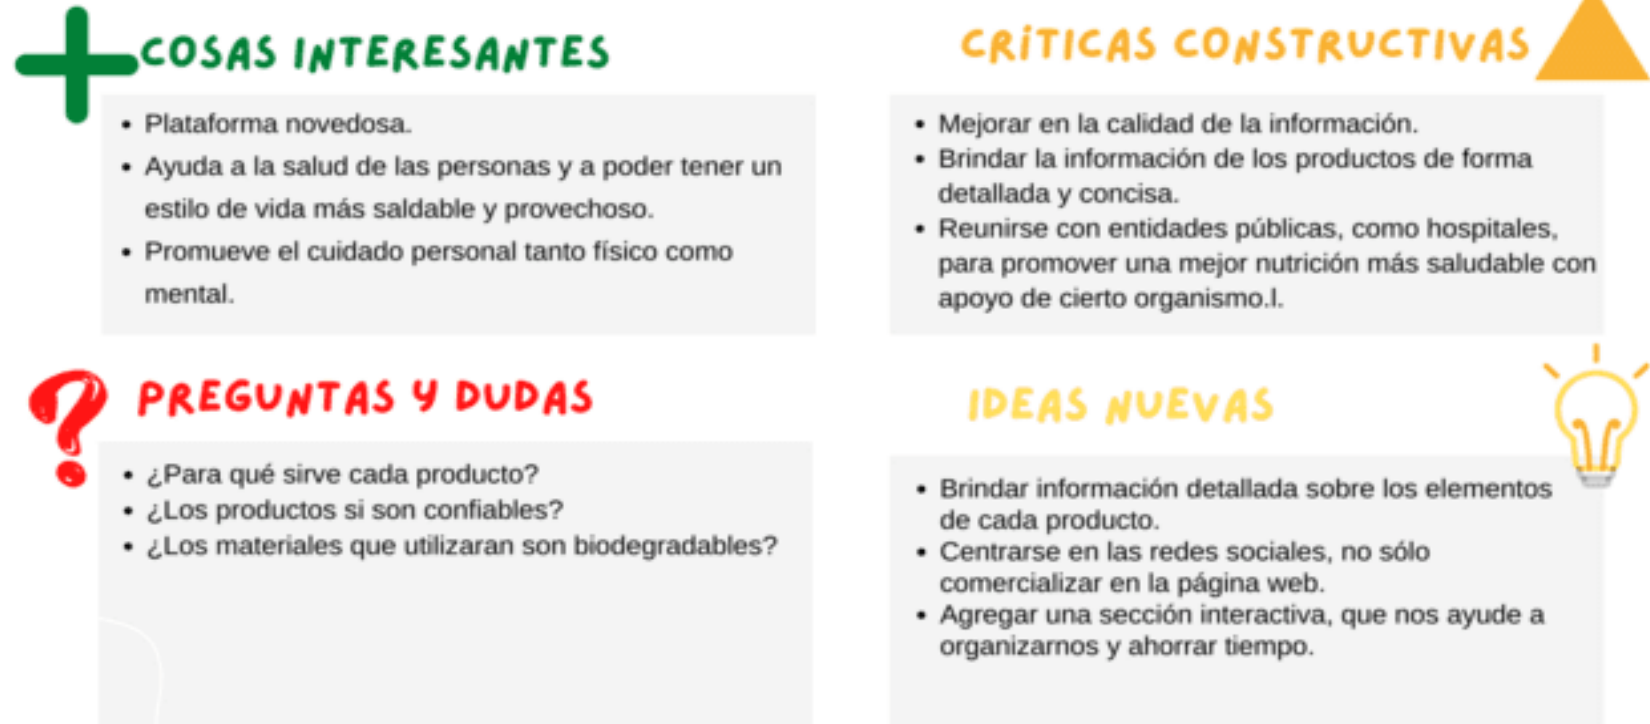 COSAS INTERESANTES
• Plataforma novedosa.
• Ayuda a la salud de las personas y a poder tener un
estilo de vida más saldable y provechoso.
• Promueve el cuidado personal tanto físico como
mental.
CRÍTICAS CONSTRUCTIVAS
• Mejorar en la calidad de la información.
• Brindar la información de los productos de forma
detallada y concisa.
• Reunirse con entidades públicas, como hospitales,
para promover una mejor nutrición más saludable con
apoyo de cierto organismo.l.
PREGUNTAS Y DUDAS
• ¿Para qué sirve cada producto?
• ¿Los productos si son confiables?
• ¿Los materiales que utilizaran son biodegradables?
IDEAS NUEVAS
• Brindar información detallada sobre los elementos
de cada producto.
• Centrarse en las redes sociales, no sólo
comercializar en la página web.
• Agregar una sección interactiva, que nos ayude a
organizarnos y ahorrar tiempo.